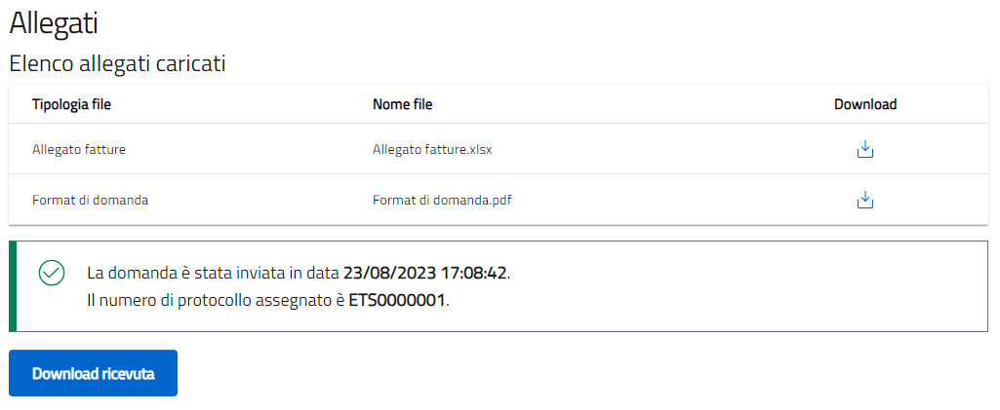 Allegati
Elenco allegati caricati
Tipologia file Nome file Download
Allegato fatture Allegato fatture.xlsx
Format di domanda Format di domanda.pdf
La domanda è stata inviata in data 23/08/2023 17:08:42.
Il numero di protocollo assegnato è ETS0000001.
Download ricevuta